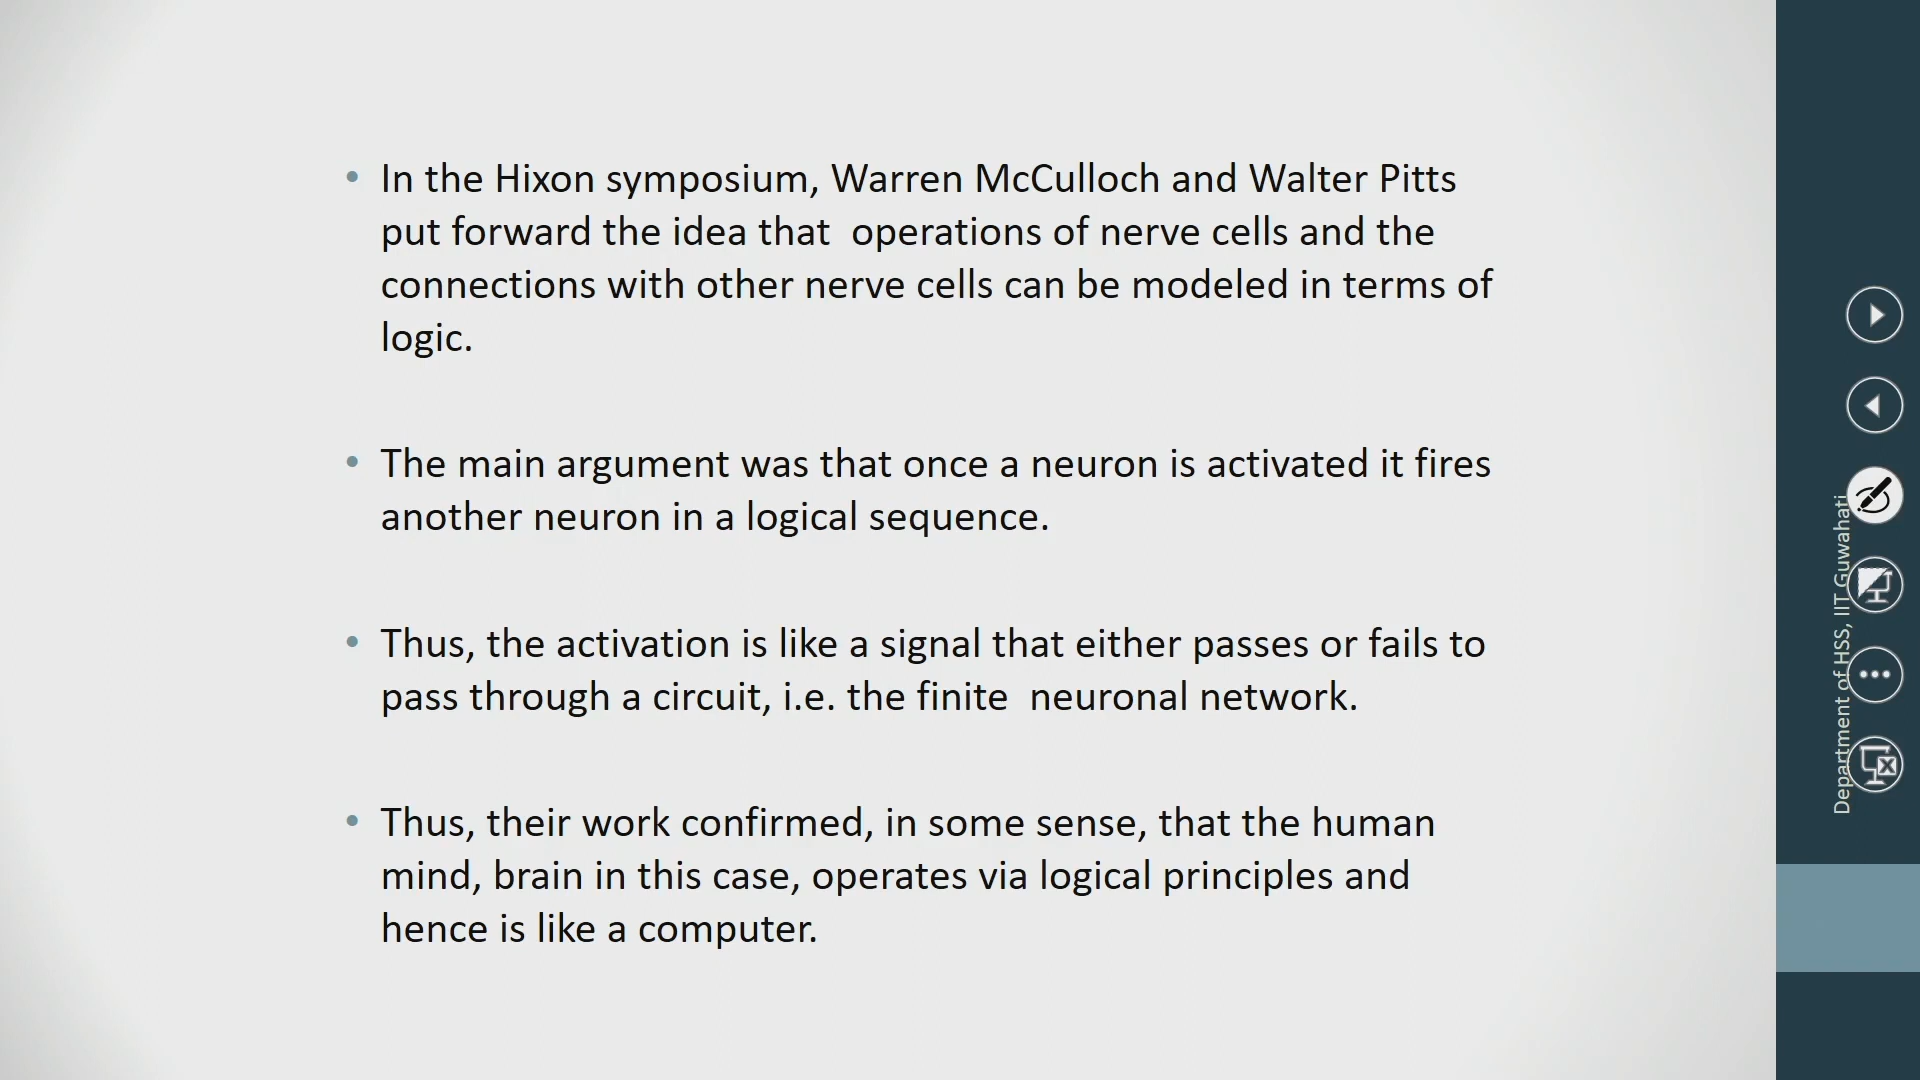 • In the Hixon symposium, Warren McCulloch and Walter Pitts
put forward the idea that  operations of nerve cells and the
connections with other nerve cells can be modeled in terms of
logic.
• The main argument was that once a neuron is activated it fires
another neuron in a logical sequence.
• Thus, the activation is like a signal that either passes or fails to
pass through a circuit, i.e. the finite  neuronal network.
• Thus, their work confirmed, in some sense, that the human
mind, brain in this case, operates via logical principles and
hence is like a computer.
Department of HSS, IIT Guwahati